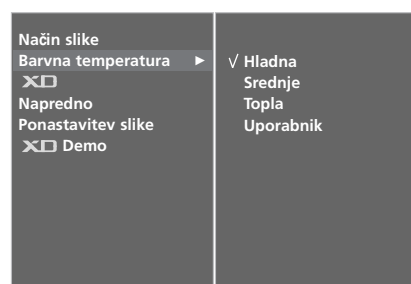 Način slike
Barvna temperatura ►
XD
Napredno
Ponastavitev slike
XD Demo
√ Hladna
Srednje
Topla
Uporabnik